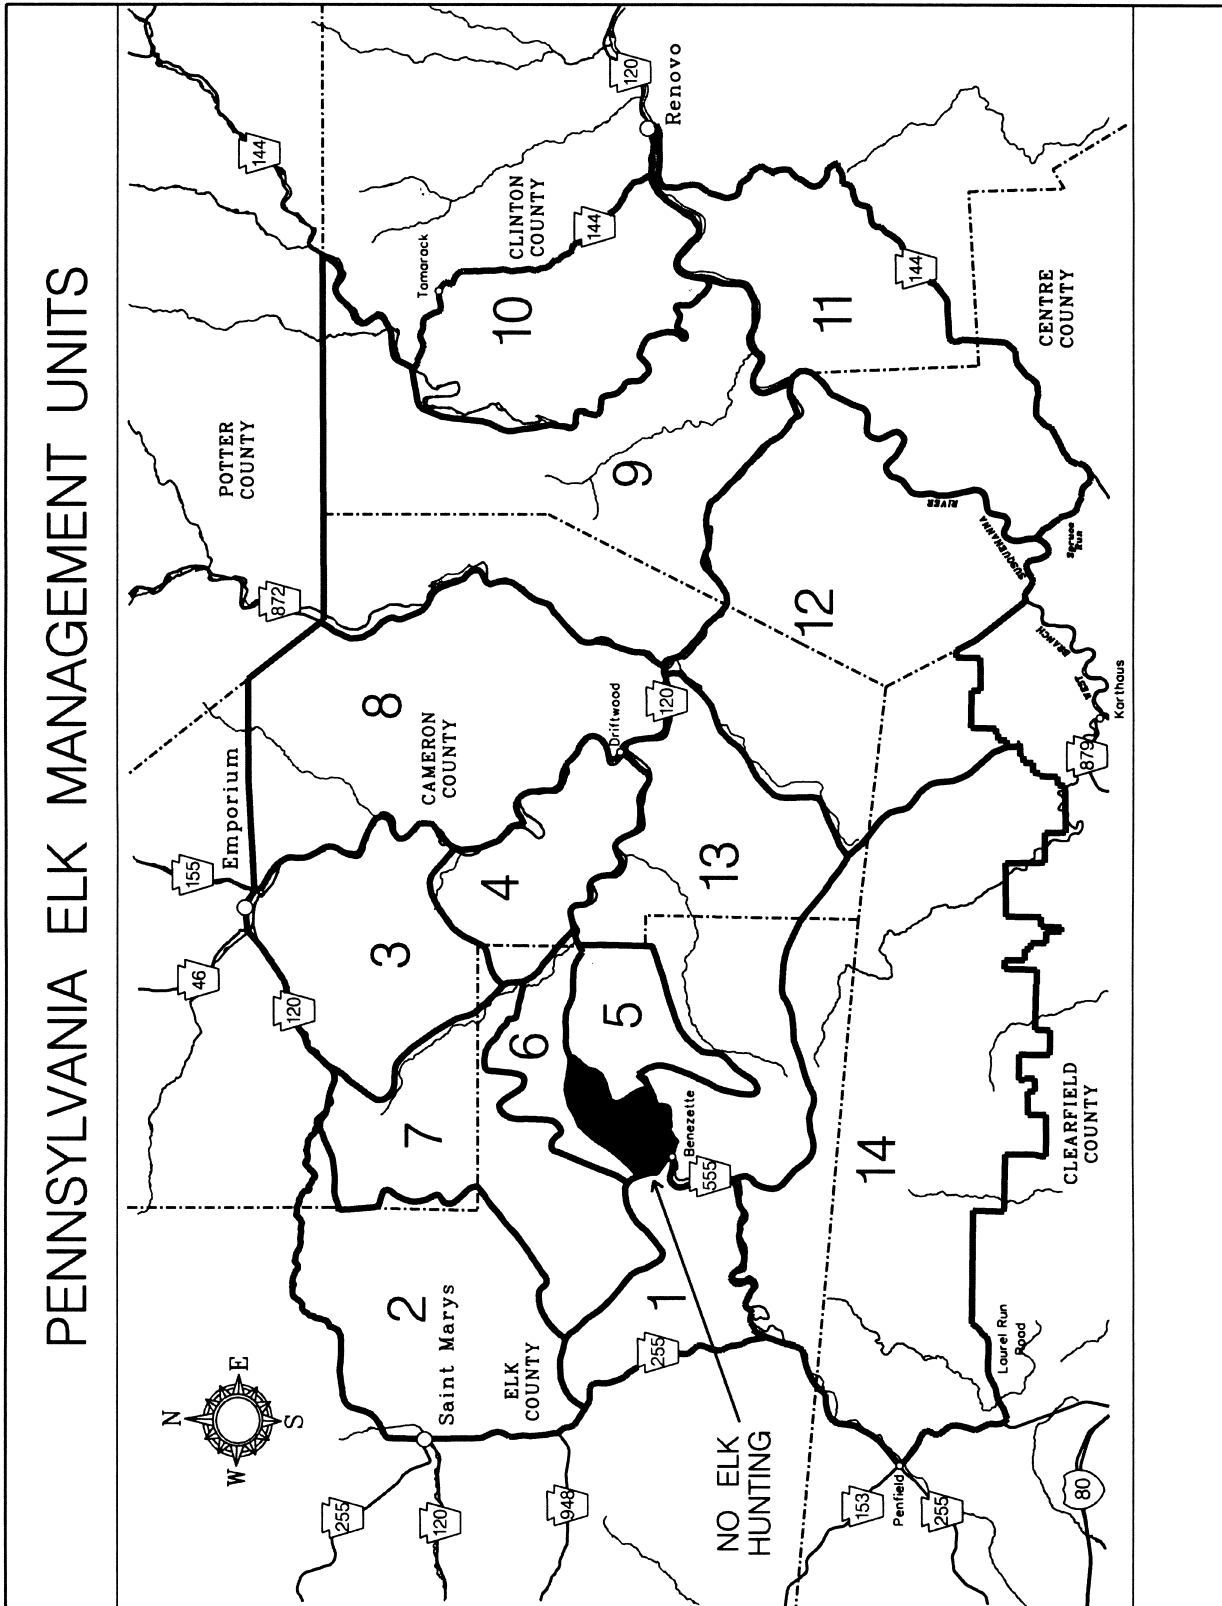 PENNSYLVANIA ELK MANAGEMENT UNITS
N
E
S
W
255
120
948
Saint Marys
2
ELK
COUNTY
255
1
NO ELK
HUNTING
153
Penfield
255
80
Laurel Run
Road
46
120
155
Emporium
3
7
4
6
5
Benezette
555
13
14
CLEARFIELD
COUNTY
872
POTTER
COUNTY
8
CAMERON
COUNTY
Driftwood
120
9
12
879
Karthaus
WEST
BRANCH
SUSQUEHANNA
RIVER
Spruce
Run
144
Tamarack
10
CLINTON
COUNTY
144
120
Renovo
11
144
CENTRE
COUNTY